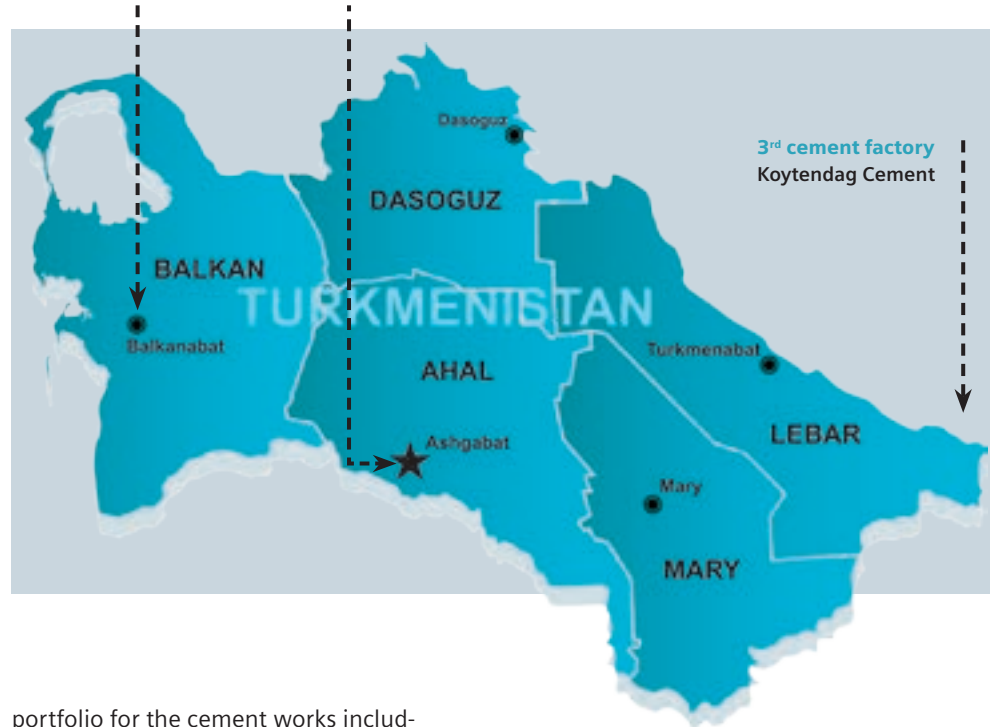 Dasoguz
3rd cement factory
Koytendag Cement
DASOGUZ
BALKAN
TURKMENISTAN
Balkanabat
Turkmenabat
AHAL
LEBAR
Ashgabat
Mary
MARY
portfolio for the cement works includ-